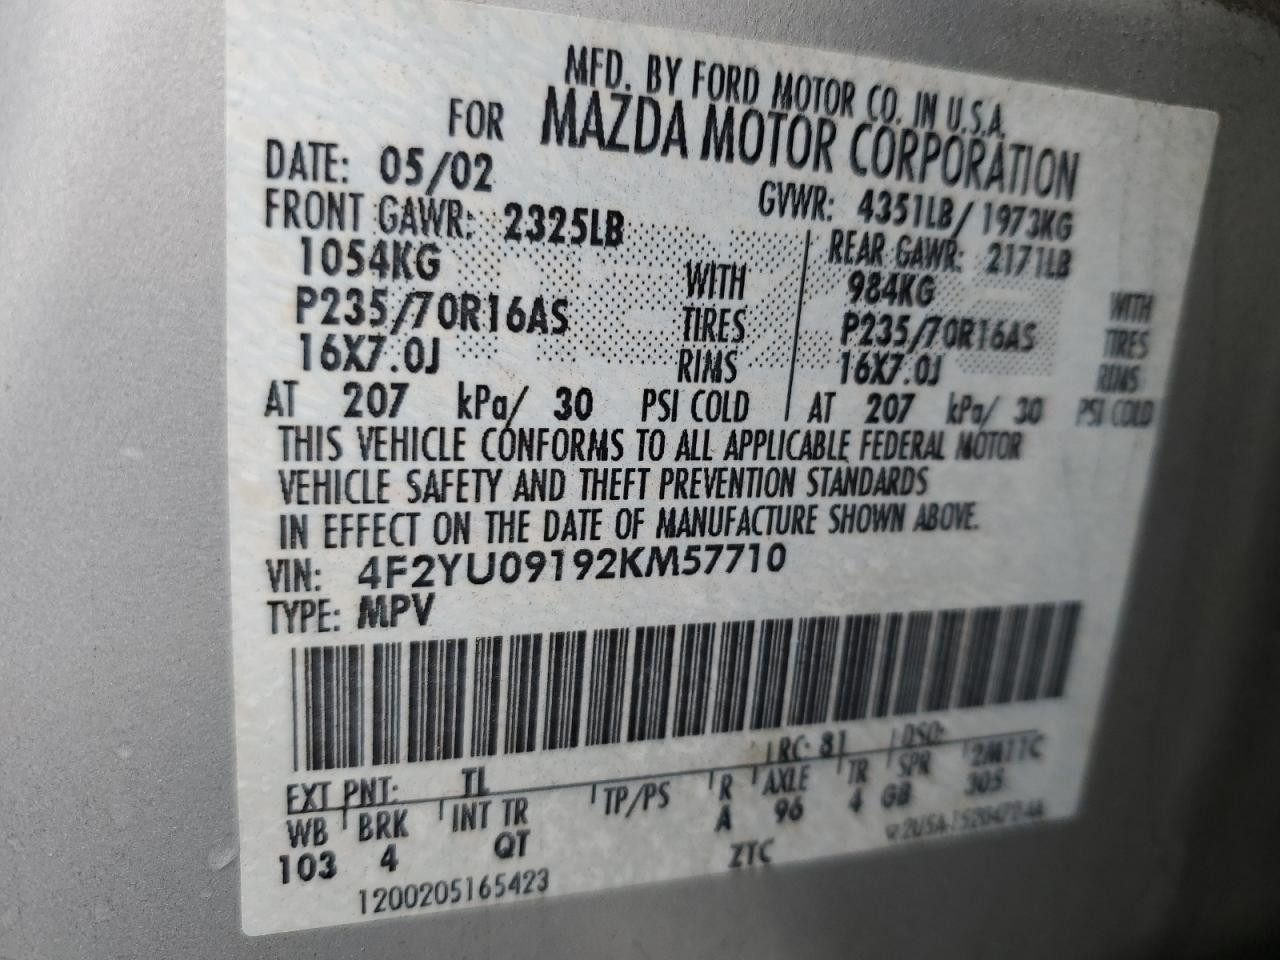 MFD. BY FORD MOTOR CO. IN U.S.A.
FOR MAZDA MOTOR CORPORATION
DATE: 05/02 GVWR: 4351LB/1973KG
FRONT GAWR: 2325LB REAR GAWR: 2171LB
1054KG WITH 984KG WITH
P235/70R16AS TIRES P235/70R16AS TIRES
16X7.0J RIMS 16X7.0J RIMS
AT 207 kPa/ 30 PSI COLD AT 207 kPa/ 30 PSI COLD
THIS VEHICLE CONFORMS TO ALL APPLICABLE FEDERAL MOTOR
VEHICLE SAFETY AND THEFT PREVENTION STANDARDS
IN EFFECT ON THE DATE OF MANUFACTURE SHOWN ABOVE.
VIN: 4F2YU09192KM57710
TYPE: MPV
EXT PNT: TL RC: 81 DSO:
WB BRK INT TR TP/PS R AXLE TR SPR
103 4 QT A 96 4 GB 305
1200205165423 ZTC